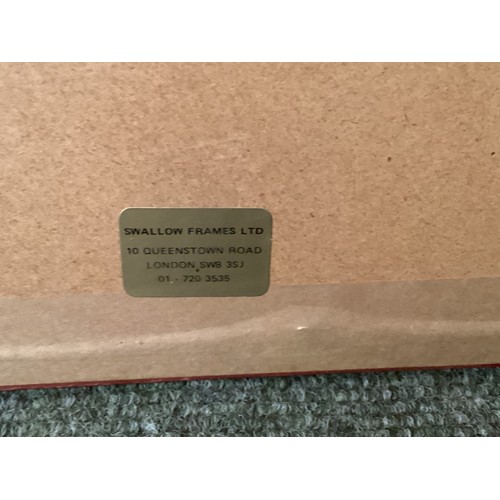 SWALLOW FRAMES LTD
10 QUEENSTOWN ROAD
LONDON SW8 3SJ
01 - 720 3535